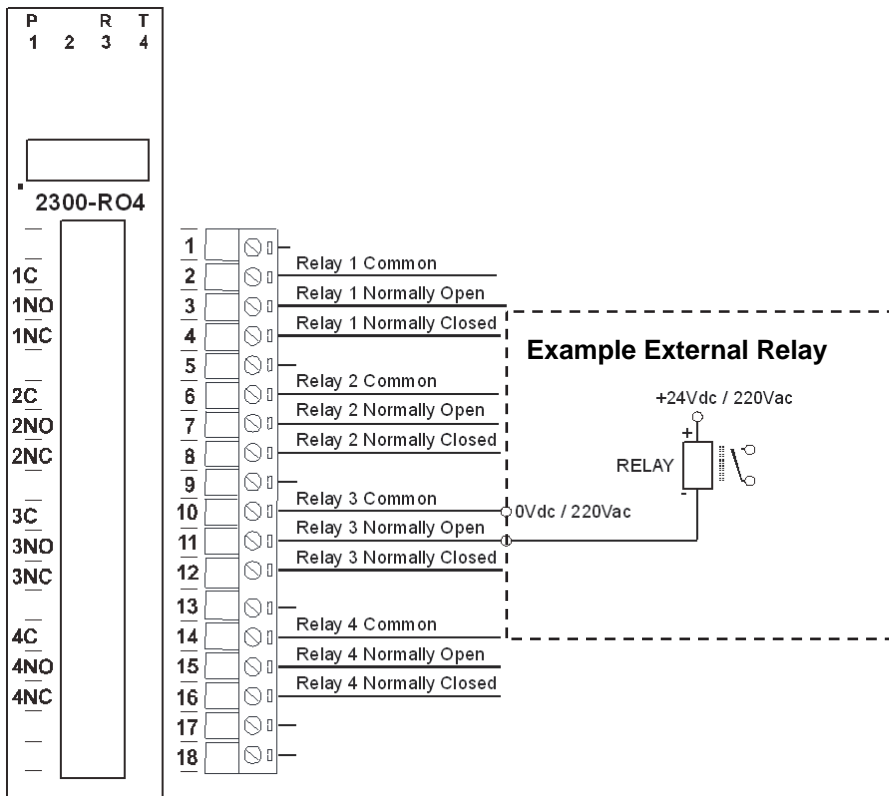 P R T
1 2 3 4
2300-RO4
1C
1NO
1NC
2C
2NO
2NC
3C
3NO
3NC
4C
4NO
4NC
1
2 Relay 1 Common
3 Relay 1 Normally Open
4 Relay 1 Normally Closed
5
6 Relay 2 Common
7 Relay 2 Normally Open
8 Relay 2 Normally Closed
9
10 Relay 3 Common
11 Relay 3 Normally Open
12 Relay 3 Normally Closed
13
14 Relay 4 Common
15 Relay 4 Normally Open
16 Relay 4 Normally Closed
17
18
Example External Relay
+24Vdc / 220Vac
+
RELAY
-
0Vdc / 220Vac